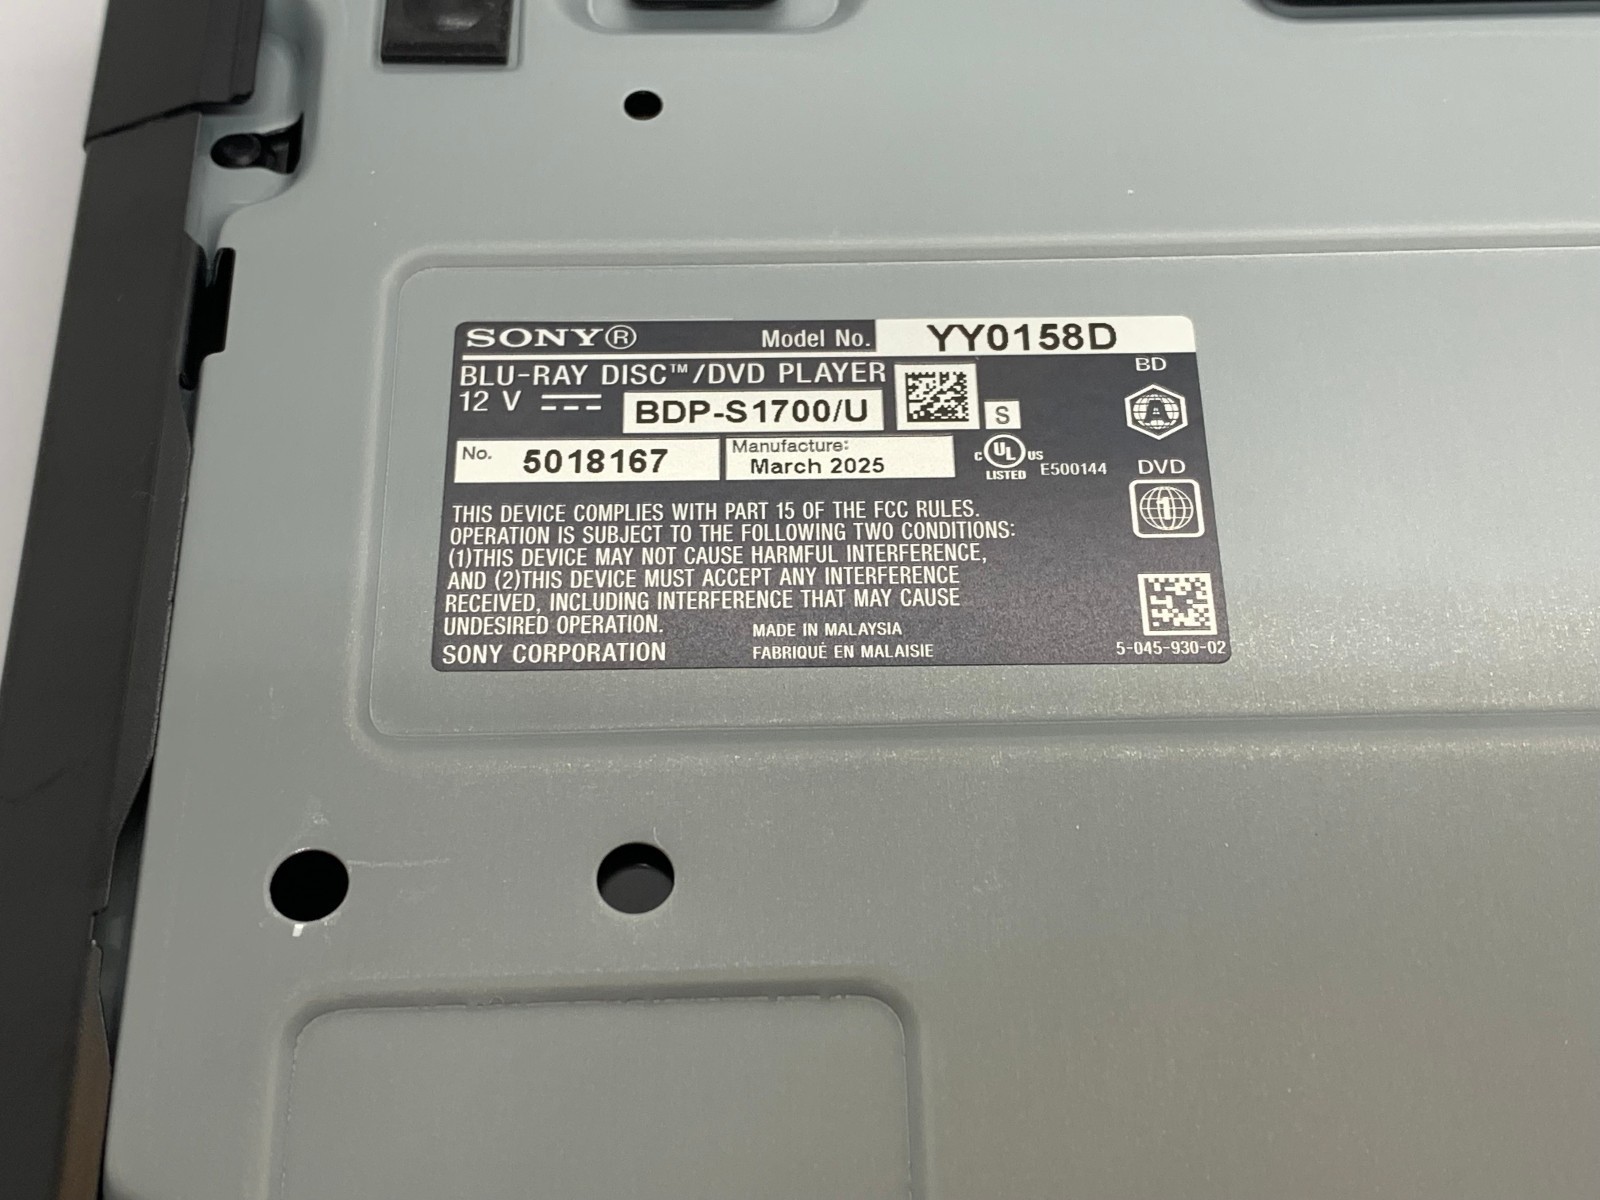 SONY® Model No. YY0158D
BLU-RAY DISC™/DVD PLAYER
12 V BDP-S1700/U S
BD
A
No. 5018167 Manufacture: March 2025
C UL US LISTED E500144
DVD
1
THIS DEVICE COMPLIES WITH PART 15 OF THE FCC RULES.
OPERATION IS SUBJECT TO THE FOLLOWING TWO CONDITIONS:
(1)THIS DEVICE MAY NOT CAUSE HARMFUL INTERFERENCE,
AND (2)THIS DEVICE MUST ACCEPT ANY INTERFERENCE
RECEIVED, INCLUDING INTERFERENCE THAT MAY CAUSE
UNDESIRED OPERATION.
SONY CORPORATION
MADE IN MALAYSIA
FABRIQUÉ EN MALAISIE
5-045-930-02